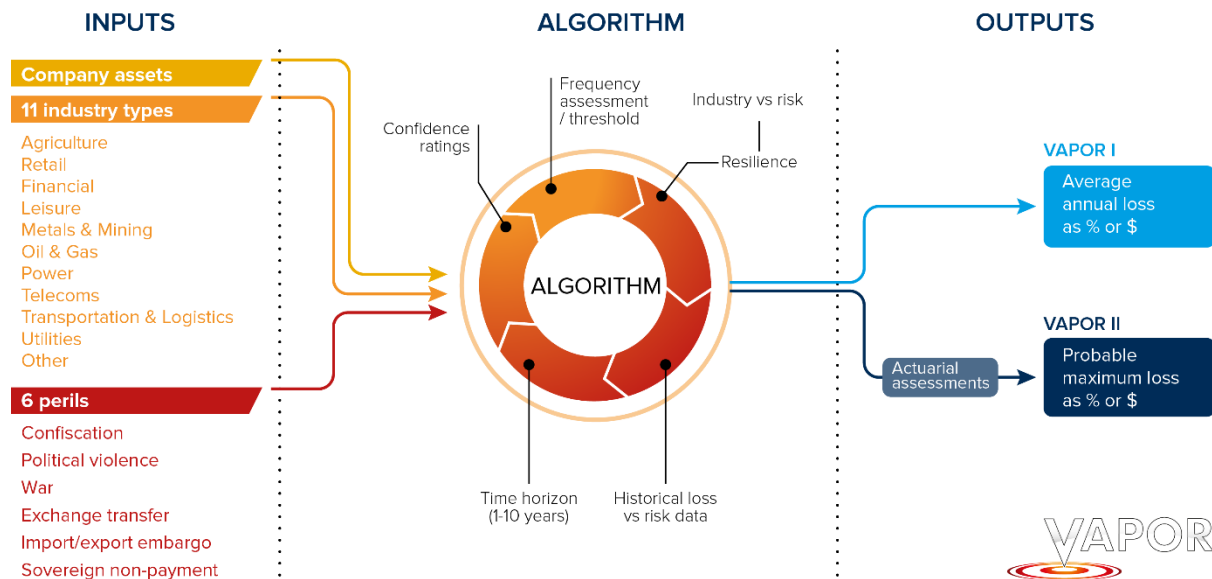 INPUTS
Company assets
11 industry types
Agriculture
Retail
Financial
Leisure
Metals & Mining
Oil & Gas
Power
Telecoms
Transportation & Logistics
Utilities
Other
6 perils
Confiscation
Political violence
War
Exchange transfer
Import/export embargo
Sovereign non-payment
ALGORITHM
Confidence
ratings
Frequency
assessment
/ threshold
Industry vs risk
Resilience
ALGORITHM
Time horizon
(1-10 years)
Historical loss
vs risk data
OUTPUTS
VAPOR I
Average
annual loss
as % or $
VAPOR II
Actuarial
assessments
Probable
maximum loss
as % or $
VAPOR